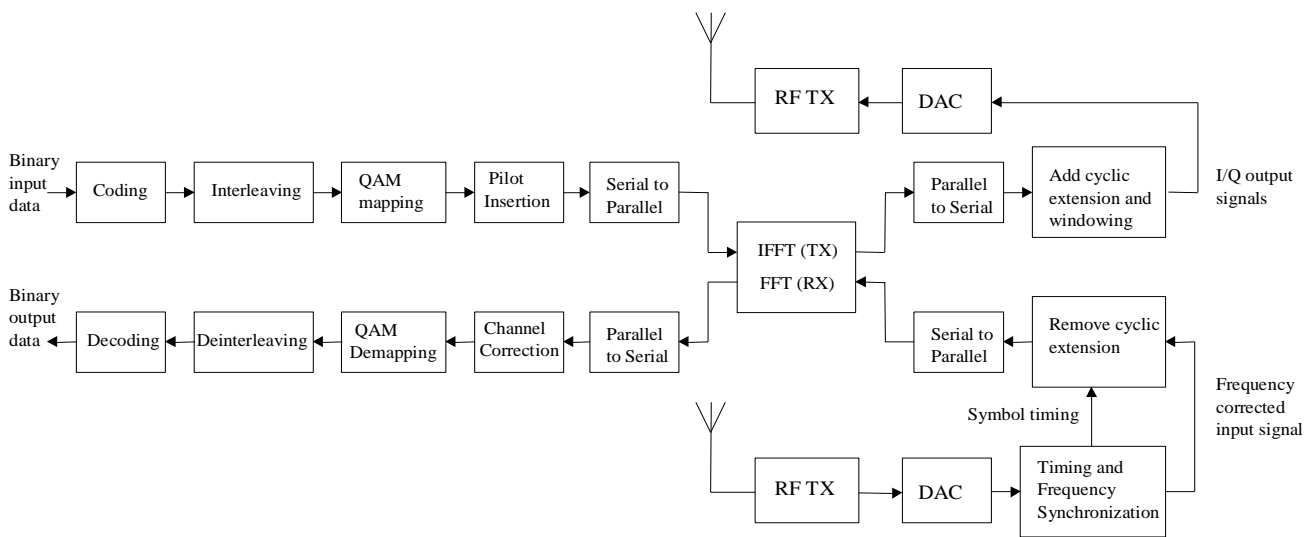 RF TX
DAC
Binary
input
data
Coding
Interleaving
QAM
mapping
Pilot
Insertion
Serial to
Parallel
Parallel
to Serial
Add cyclic
extension and
windowing
I/Q output
signals
IFFT (TX)
FFT (RX)
Binary
output
data
Decoding
Deinterleaving
QAM
Demapping
Channel
Correction
Parallel
to Serial
Serial to
Parallel
Remove cyclic
extension
Symbol timing
Frequency
corrected
input signal
RF TX
DAC
Timing and
Frequency
Synchronization